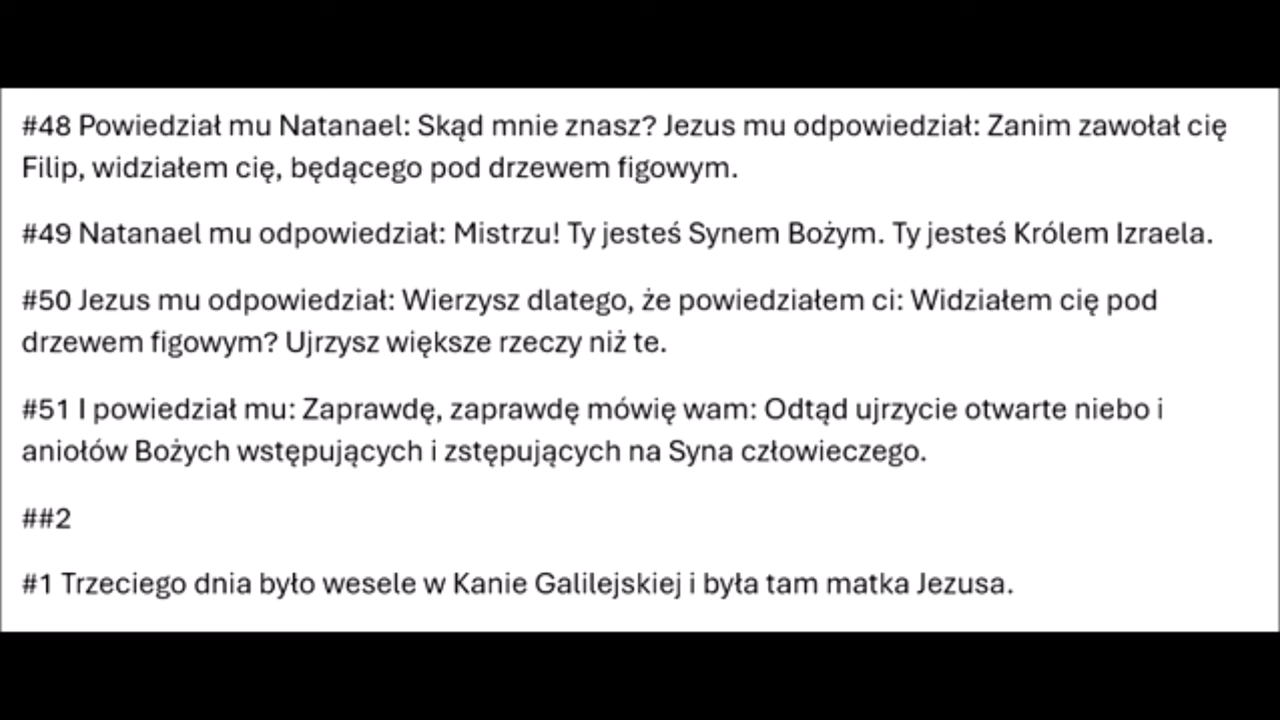 #48 Powiedział mu Natanael: Skąd mnie znasz? Jezus mu odpowiedział: Zanim zawołał cię
Filip, widziałem cię, będącego pod drzewem figowym.
#49 Natanael mu odpowiedział: Mistrzu! Ty jesteś Synem Bożym. Ty jesteś Królem Izraela.
#50 Jezus mu odpowiedział: Wierzysz dlatego, że powiedziałem ci: Widziałem cię pod
drzewem figowym? Ujrzysz większe rzeczy niż te.
#51 I powiedział mu: Zaprawdę, zaprawdę mówię wam: Odtąd ujrzycie otwarte niebo i
aniołów Bożych wstępujących i zstępujących na Syna człowieczego.
##2
#1 Trzeciego dnia było wesele w Kanie Galilejskiej i była tam matka Jezusa.